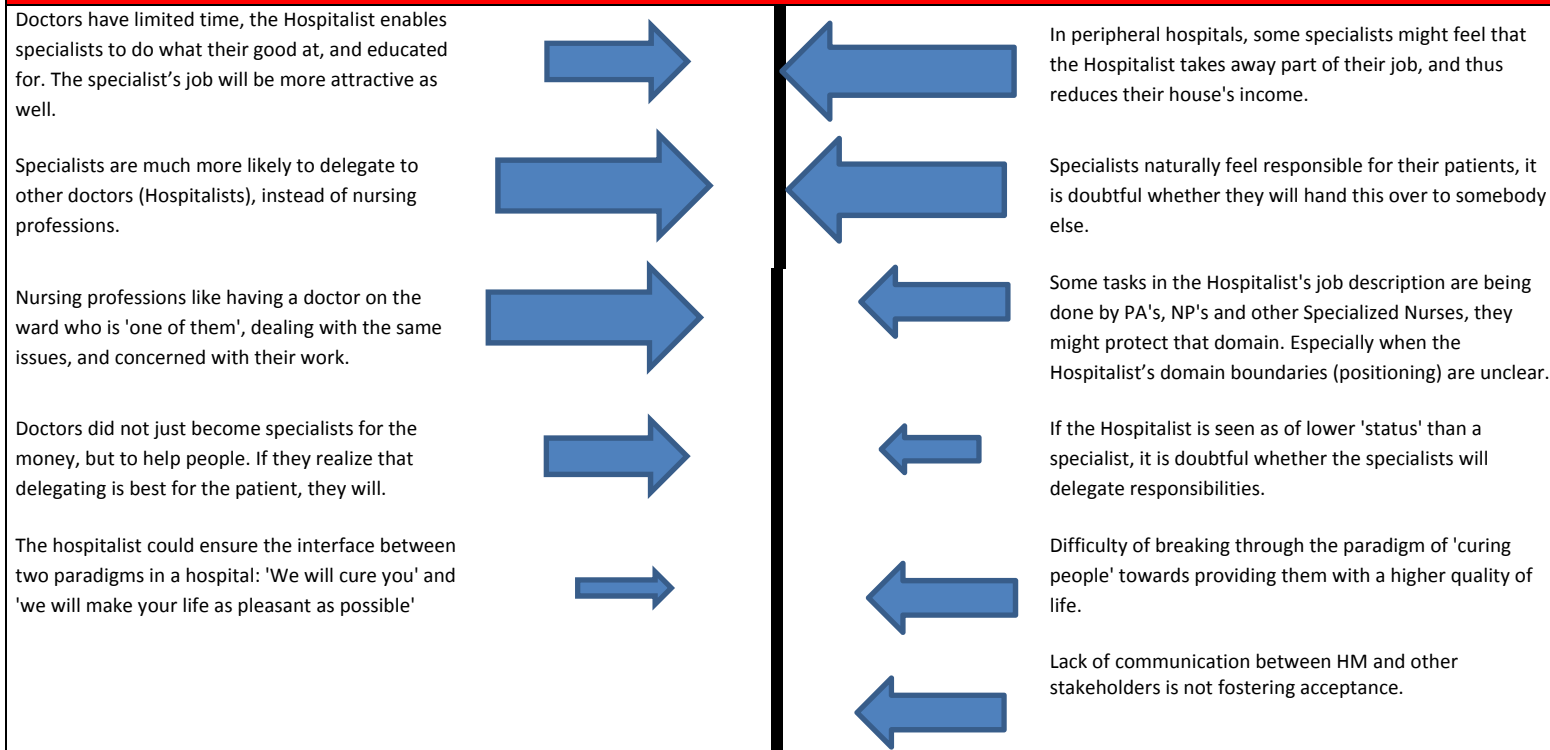 Doctors have limited time, the Hospitalist enables
specialists to do what their good at, and educated
for. The specialist’s job will be more attractive as
well.
Specialists are much more likely to delegate to
other doctors (Hospitalists), instead of nursing
professions.
Nursing professions like having a doctor on the
ward who is 'one of them', dealing with the same
issues, and concerned with their work.
Doctors did not just become specialists for the
money, but to help people. If they realize that
delegating is best for the patient, they will.
The hospitalist could ensure the interface between
two paradigms in a hospital: 'We will cure you' and
'we will make your life as pleasant as possible'
In peripheral hospitals, some specialists might feel that
the Hospitalist takes away part of their job, and thus
reduces their house's income.
Specialists naturally feel responsible for their patients, it
is doubtful whether they will hand this over to somebody
else.
Some tasks in the Hospitalist's job description are being
done by PA's, NP's and other Specialized Nurses, they
might protect that domain. Especially when the
Hospitalist’s domain boundaries (positioning) are unclear.
If the Hospitalist is seen as of lower 'status' than a
specialist, it is doubtful whether the specialists will
delegate responsibilities.
Difficulty of breaking through the paradigm of 'curing
people' towards providing them with a higher quality of
life.
Lack of communication between HM and other
stakeholders is not fostering acceptance.